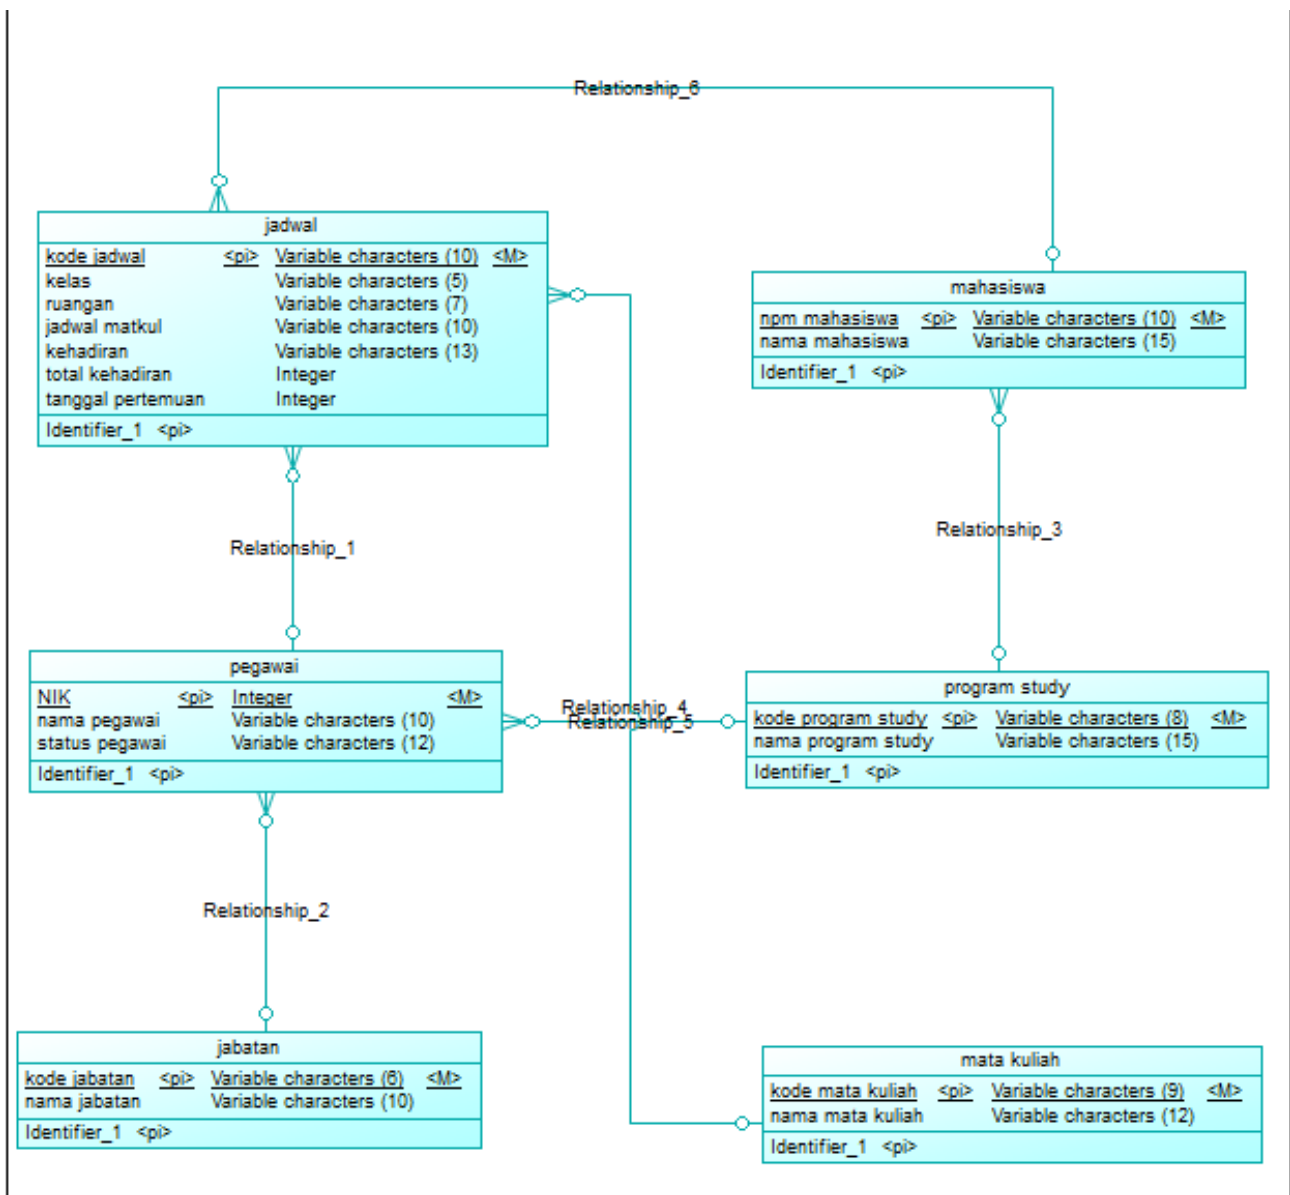 Relationship_6
jadwal
kode jadwal <pi> Variable characters (10) <M>
kelas Variable characters (5)
ruangan Variable characters (7)
jadwal matkul Variable characters (10)
kehadiran Variable characters (13)
total kehadiran Integer
tanggal pertemuan Integer
Identifier_1 <pi>
mahasiswa
npm mahasiswa <pi> Variable characters (10) <M>
nama mahasiswa Variable characters (15)
Identifier_1 <pi>
Relationship_1
Relationship_3
pegawai
NIK <pi> Integer <M>
nama pegawai Variable characters (10)
status pegawai Variable characters (12)
Identifier_1 <pi>
Relationship_4
Relationship_5
program study
kode program study <pi> Variable characters (8) <M>
nama program study Variable characters (15)
Identifier_1 <pi>
Relationship_2
jabatan
kode jabatan <pi> Variable characters (6) <M>
nama jabatan Variable characters (10)
Identifier_1 <pi>
mata kuliah
kode mata kuliah <pi> Variable characters (9) <M>
nama mata kuliah Variable characters (12)
Identifier_1 <pi>